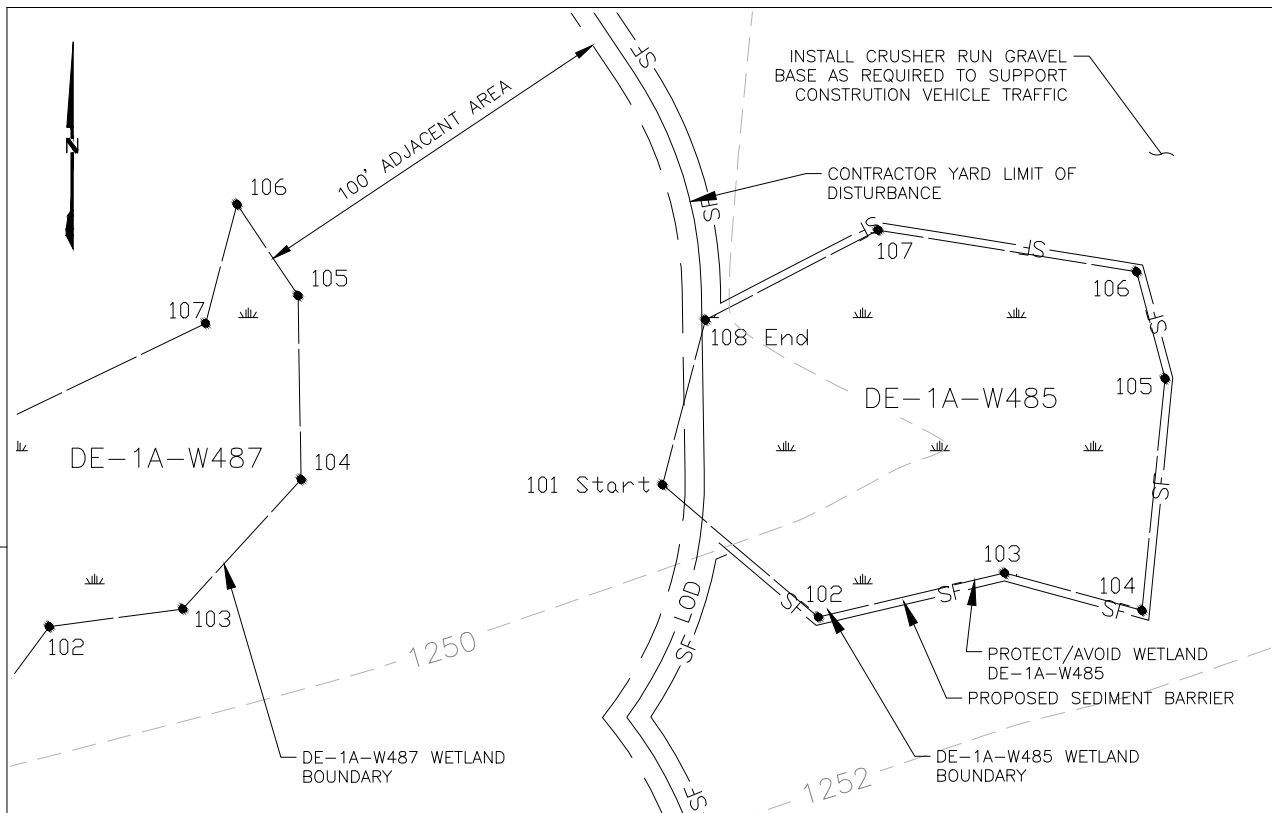 INSTALL CRUSHER RUN GRAVEL
BASE AS REQUIRED TO SUPPORT
CONSTRUTION VEHICLE TRAFFIC
SF
N
100' ADJACENT AREA
CONTRACTOR YARD LIMIT OF
DISTURBANCE
106
SF
SF
107
SF
106
105
107
SF
108 End
105
DE-1A-W485
DE-1A-W487
104
101 Start
SF
103
104
102
SF
SF
SF
103
102
SF LOD
1250
PROTECT/AVOID WETLAND
DE-1A-W485
PROPOSED SEDIMENT BARRIER
DE-1A-W487 WETLAND
BOUNDARY
DE-1A-W485 WETLAND
BOUNDARY
1252
SF